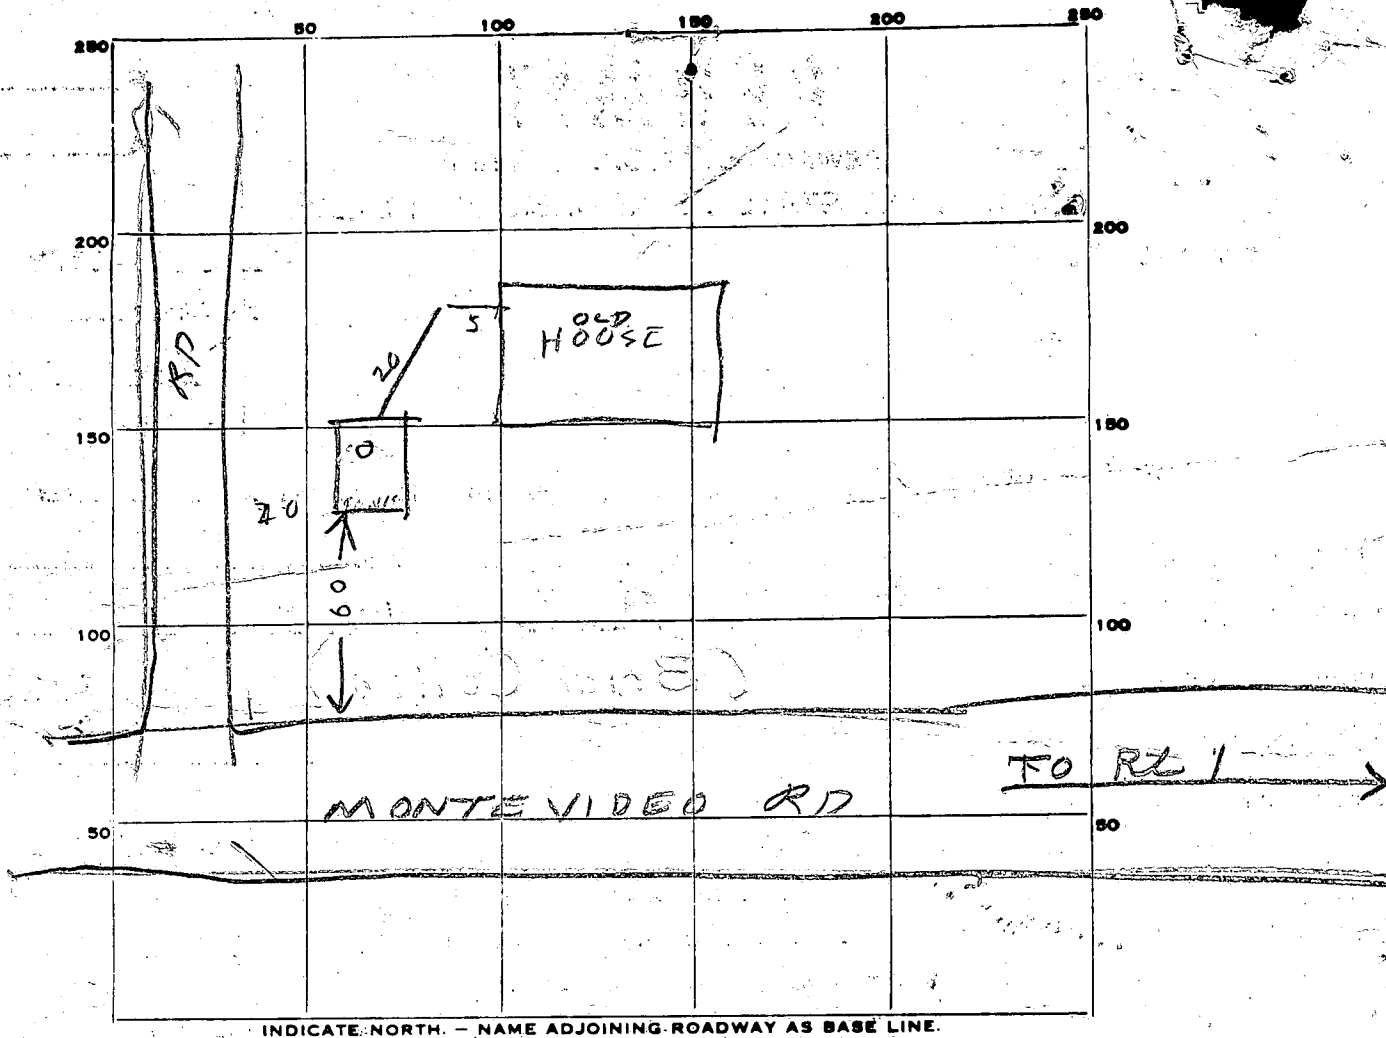 50 100 150 200 250
250
200 200
OLD
HOUSE
5
20
RD
150 150
0
20
60
100 100
TO Rt 1
MONTEVIDEO RD
50 50
INDICATE NORTH. — NAME ADJOINING ROADWAY AS BASE LINE.